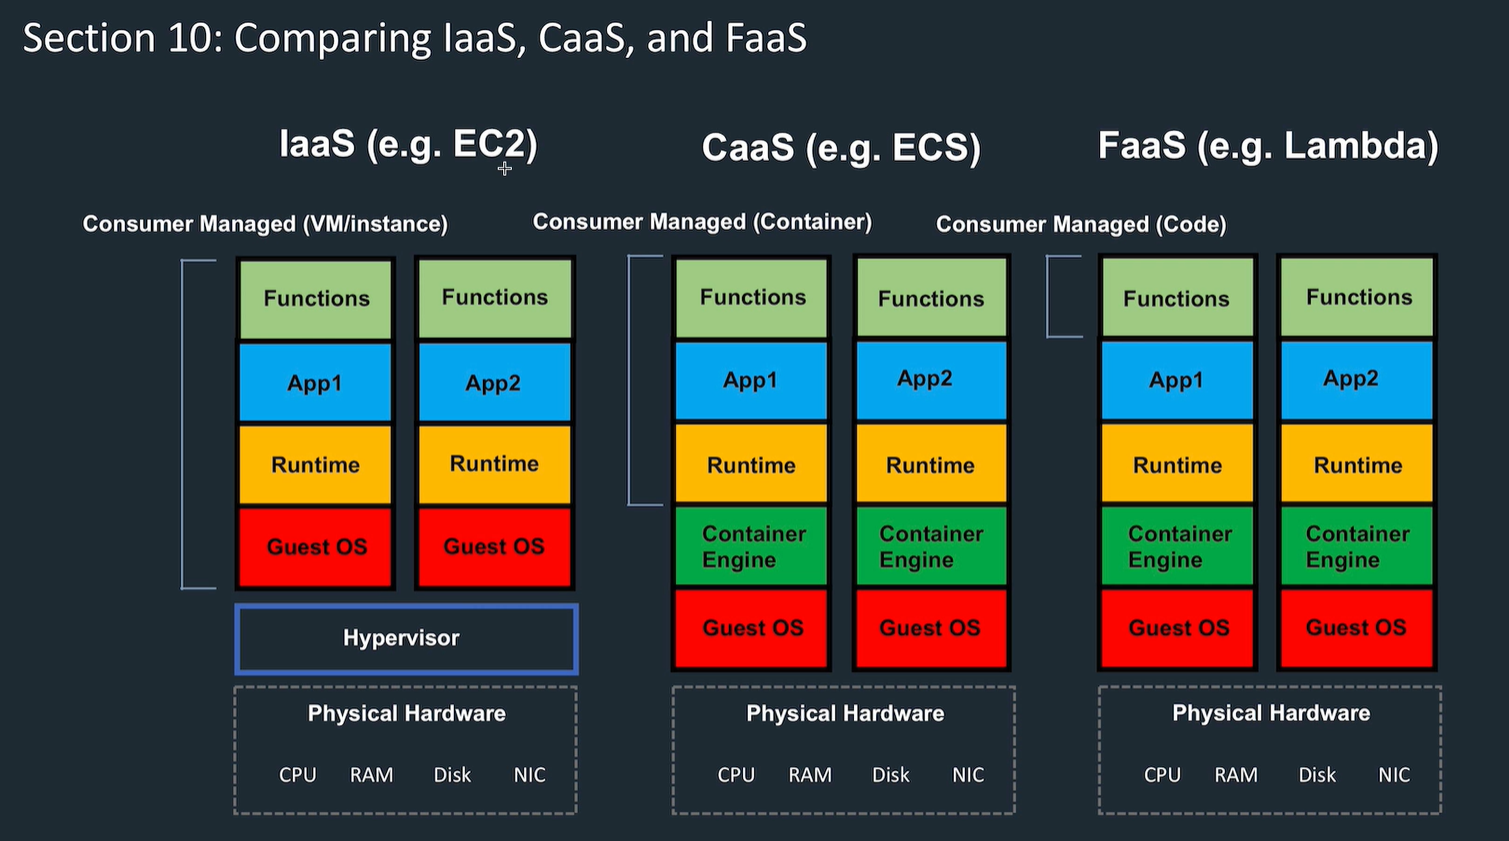 Section 10: Comparing IaaS, CaaS, and FaaS
IaaS (e.g. EC2)
Consumer Managed (VM/instance)
Functions
Functions
App1
App2
Runtime
Runtime
Guest OS
Guest OS
Hypervisor
Physical Hardware
CPU RAM Disk NIC
CaaS (e.g. ECS)
Consumer Managed (Container)
Functions
Functions
App1
App2
Runtime
Runtime
Container
Engine
Container
Engine
Guest OS
Guest OS
Physical Hardware
CPU RAM Disk NIC
FaaS (e.g. Lambda)
Consumer Managed (Code)
Functions
Functions
App1
App2
Runtime
Runtime
Container
Engine
Container
Engine
Guest OS
Guest OS
Physical Hardware
CPU RAM Disk NIC